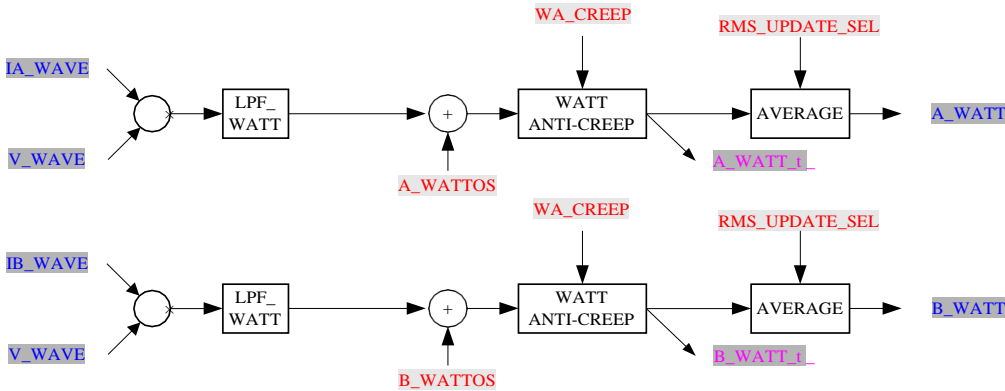 WA_CREEP
RMS_UPDATE_SEL
IA_WAVE
LPF_
WATT
+
WATT
ANTI-CREEP
AVERAGE
A_WATT
×
V_WAVE
A_WATTOS
A_WATT_t_
WA_CREEP
RMS_UPDATE_SEL
IB_WAVE
LPF_
WATT
+
WATT
ANTI-CREEP
AVERAGE
B_WATT
×
V_WAVE
B_WATTOS
B_WATT_t_